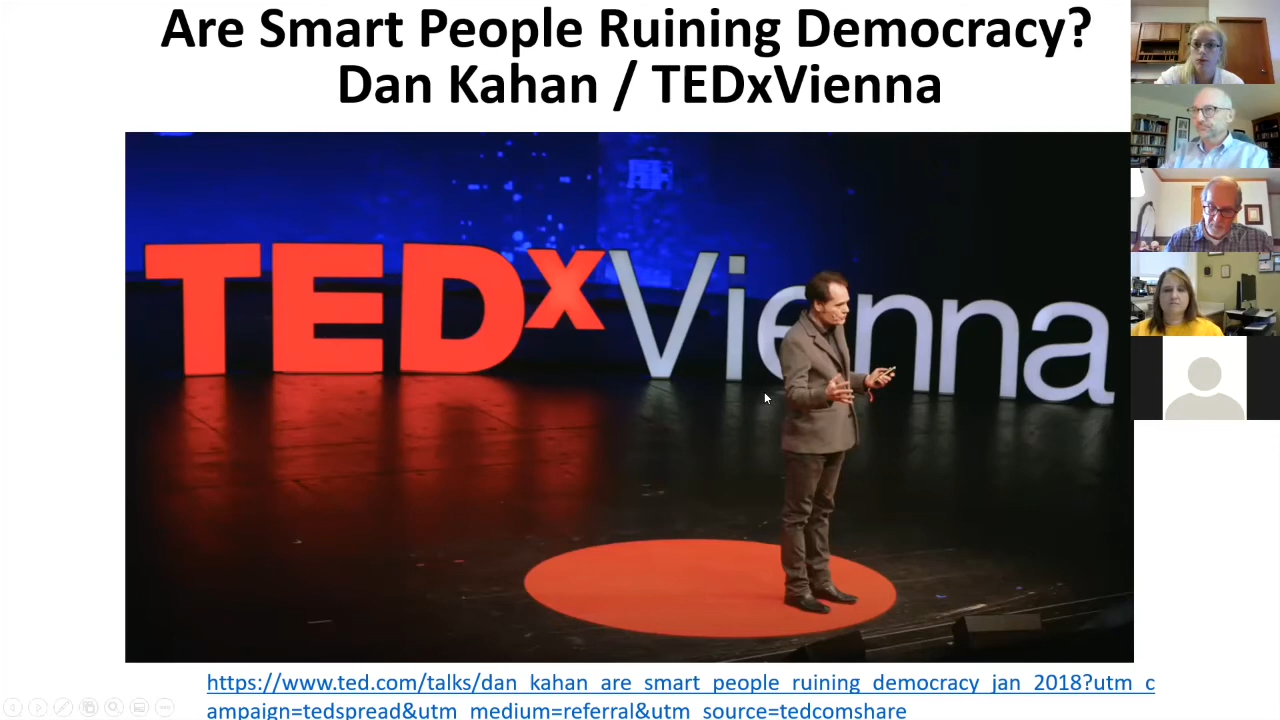 Are Smart People Ruining Democracy?
Dan Kahan / TEDxVienna
TEDxVienna
https://www.ted.com/talks/dan_kahan_are_smart_people_ruining_democracy_jan_2018?utm_c
ampaign=tedspread&utm_medium=referral&utm_source=tedcomshare